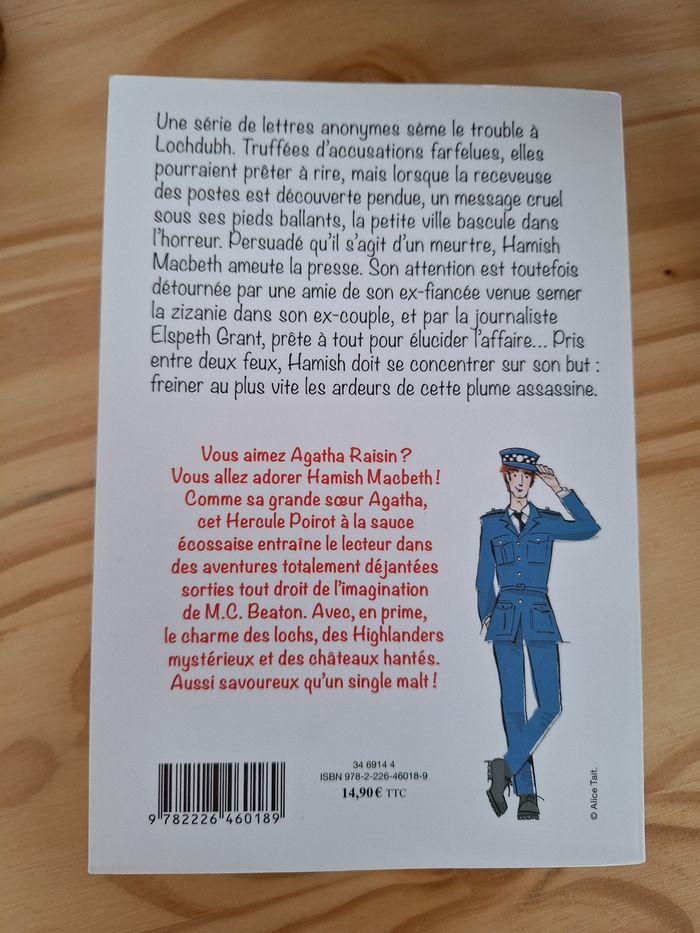 Une série de lettres anonymes sème le trouble à
Lochdubh. Truffées d'accusations farfelues, elles
pourraient prêter à rire, mais lorsque la receveuse
des postes est découverte pendue, un message cruel
sous ses pieds ballants, la petite ville bascule dans
l'horreur. Persuadé qu'il s'agit d'un meurtre, Hamish
Macbeth ameute la presse. Son attention est toutefois
détournée par une amie de son ex-fiancée venue semer
la zizanie dans son ex-couple, et par la journaliste
Elspeth Grant, prête à tout pour élucider l'affaire... Pris
entre deux feux, Hamish doit se concentrer sur son but :
freiner au plus vite les ardeurs de cette plume assassine.
Vous aimez Agatha Raisin ?
Vous allez adorer Hamish Macbeth !
Comme sa grande sœur Agatha,
cet Hercule Poirot à la sauce
écossaise entraîne le lecteur dans
des aventures totalement déjantées
sorties tout droit de l'imagination
de M.C. Beaton. Avec, en prime,
le charme des lochs, des Highlanders
mystérieux et des châteaux hantés.
Aussi savoureux qu'un single malt !
34 6914 4
ISBN 978-2-226-46018-9
14,90 € TTC
9 782226 460189
© Alice Tait.